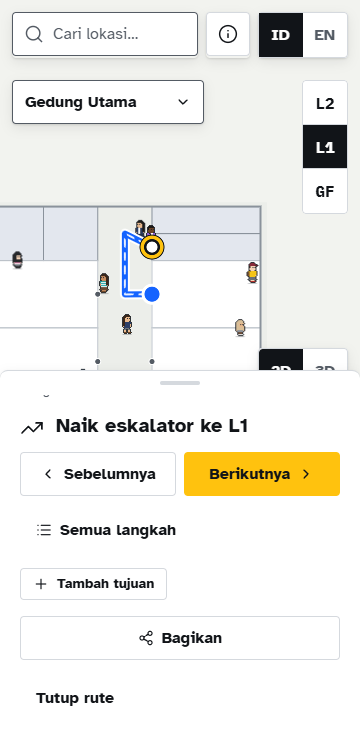 Cari lokasi...
ID
EN
Gedung Utama
L2
L1
GF
Naik eskalator ke L1
Sebelumnya
Berikutnya
Semua langkah
Tambah tujuan
Bagikan
Tutup rute